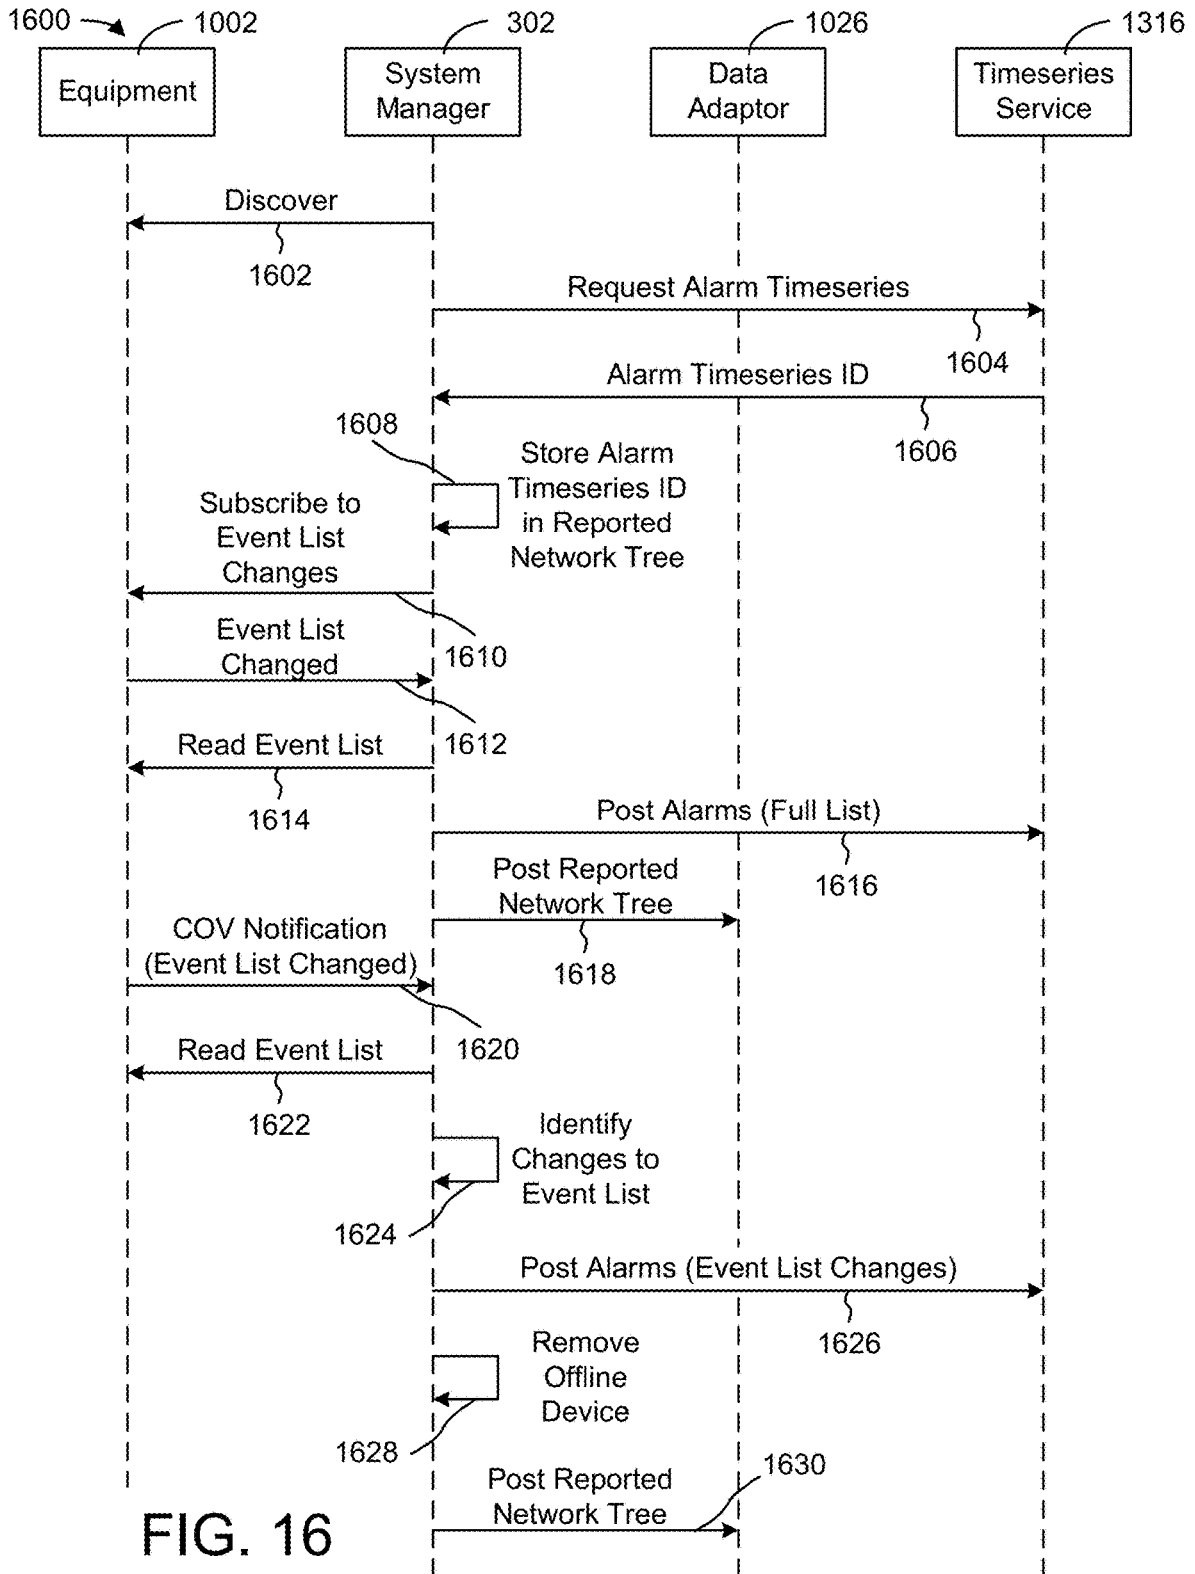 1600
1002
302
1026
1316
Equipment
System
Manager
Data
Adaptor
Timeseries
Service
Discover
1602
Request Alarm Timeseries
1604
Alarm Timeseries ID
1606
1608
Store Alarm
Timeseries ID
in Reported
Network Tree
Subscribe to
Event List
Changes
1610
Event List
Changed
1612
Read Event List
1614
Post Alarms (Full List)
1616
Post Reported
Network Tree
1618
COV Notification
(Event List Changed)
1620
Read Event List
1622
Identify
Changes to
Event List
1624
Post Alarms (Event List Changes)
1626
Remove
Offline
Device
1628
Post Reported
Network Tree
1630
FIG. 16